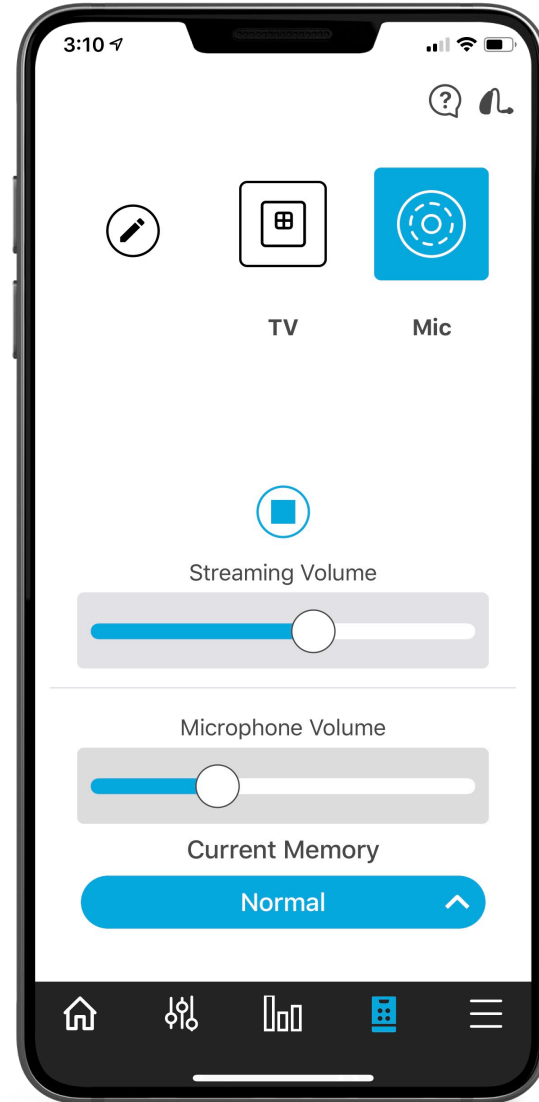 3:10
?
TV
Mic
Streaming Volume
Microphone Volume
Current Memory
Normal